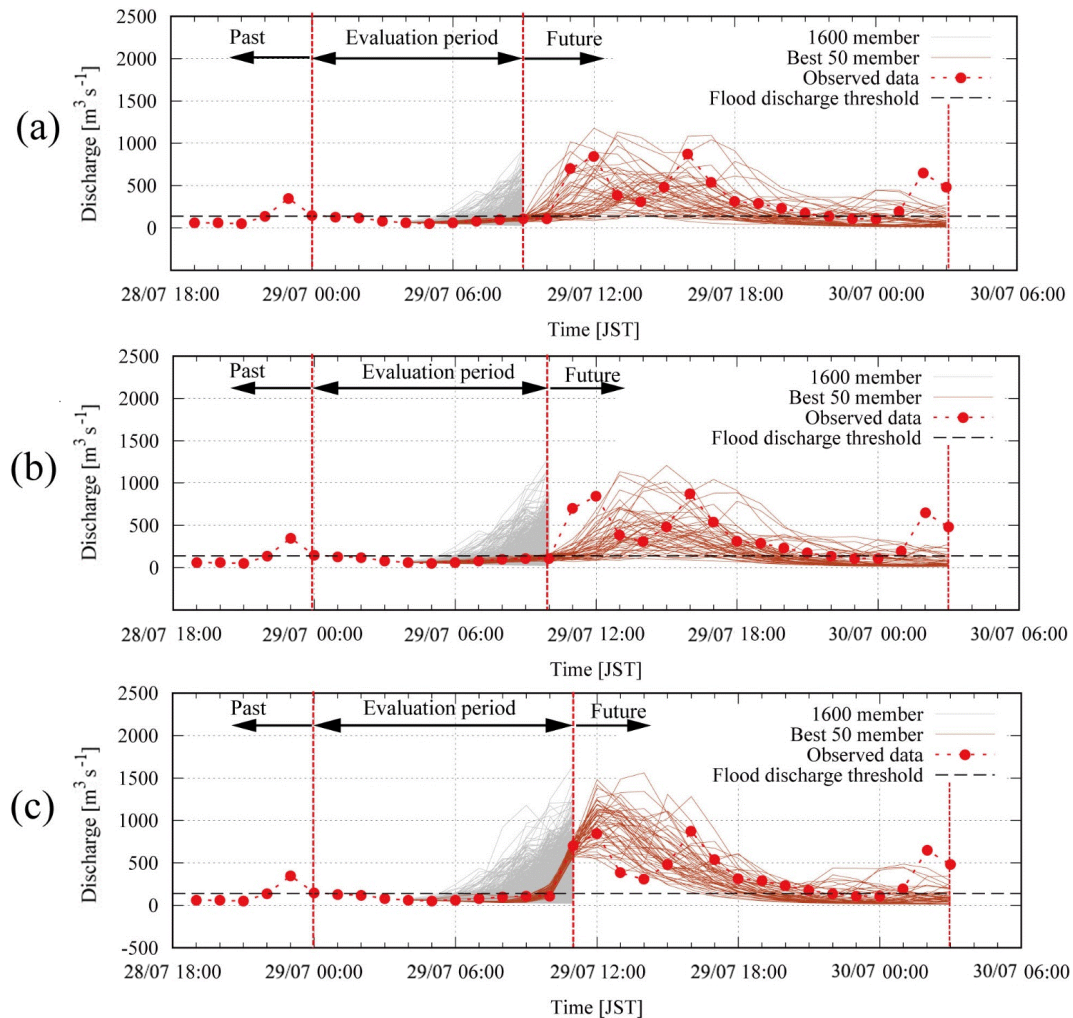 (a)
Discharge [m³ s⁻¹]
2500
2000
1500
1000
500
0
Past
Evaluation period
Future
1600 member
Best 50 member
Observed data
Flood discharge threshold
28/07 18:00 29/07 00:00 29/07 06:00 29/07 12:00 29/07 18:00 30/07 00:00 30/07 06:00
Time [JST]
(b)
Discharge [m³ s⁻¹]
2500
2000
1500
1000
500
0
Past
Evaluation period
Future
1600 member
Best 50 member
Observed data
Flood discharge threshold
28/07 18:00 29/07 00:00 29/07 06:00 29/07 12:00 29/07 18:00 30/07 00:00 30/07 06:00
Time [JST]
(c)
Discharge [m³ s⁻¹]
2500
2000
1500
1000
500
0
-500
Past
Evaluation period
Future
1600 member
Best 50 member
Observed data
Flood discharge threshold
28/07 18:00 29/07 00:00 29/07 06:00 29/07 12:00 29/07 18:00 30/07 00:00 30/07 06:00
Time [JST]